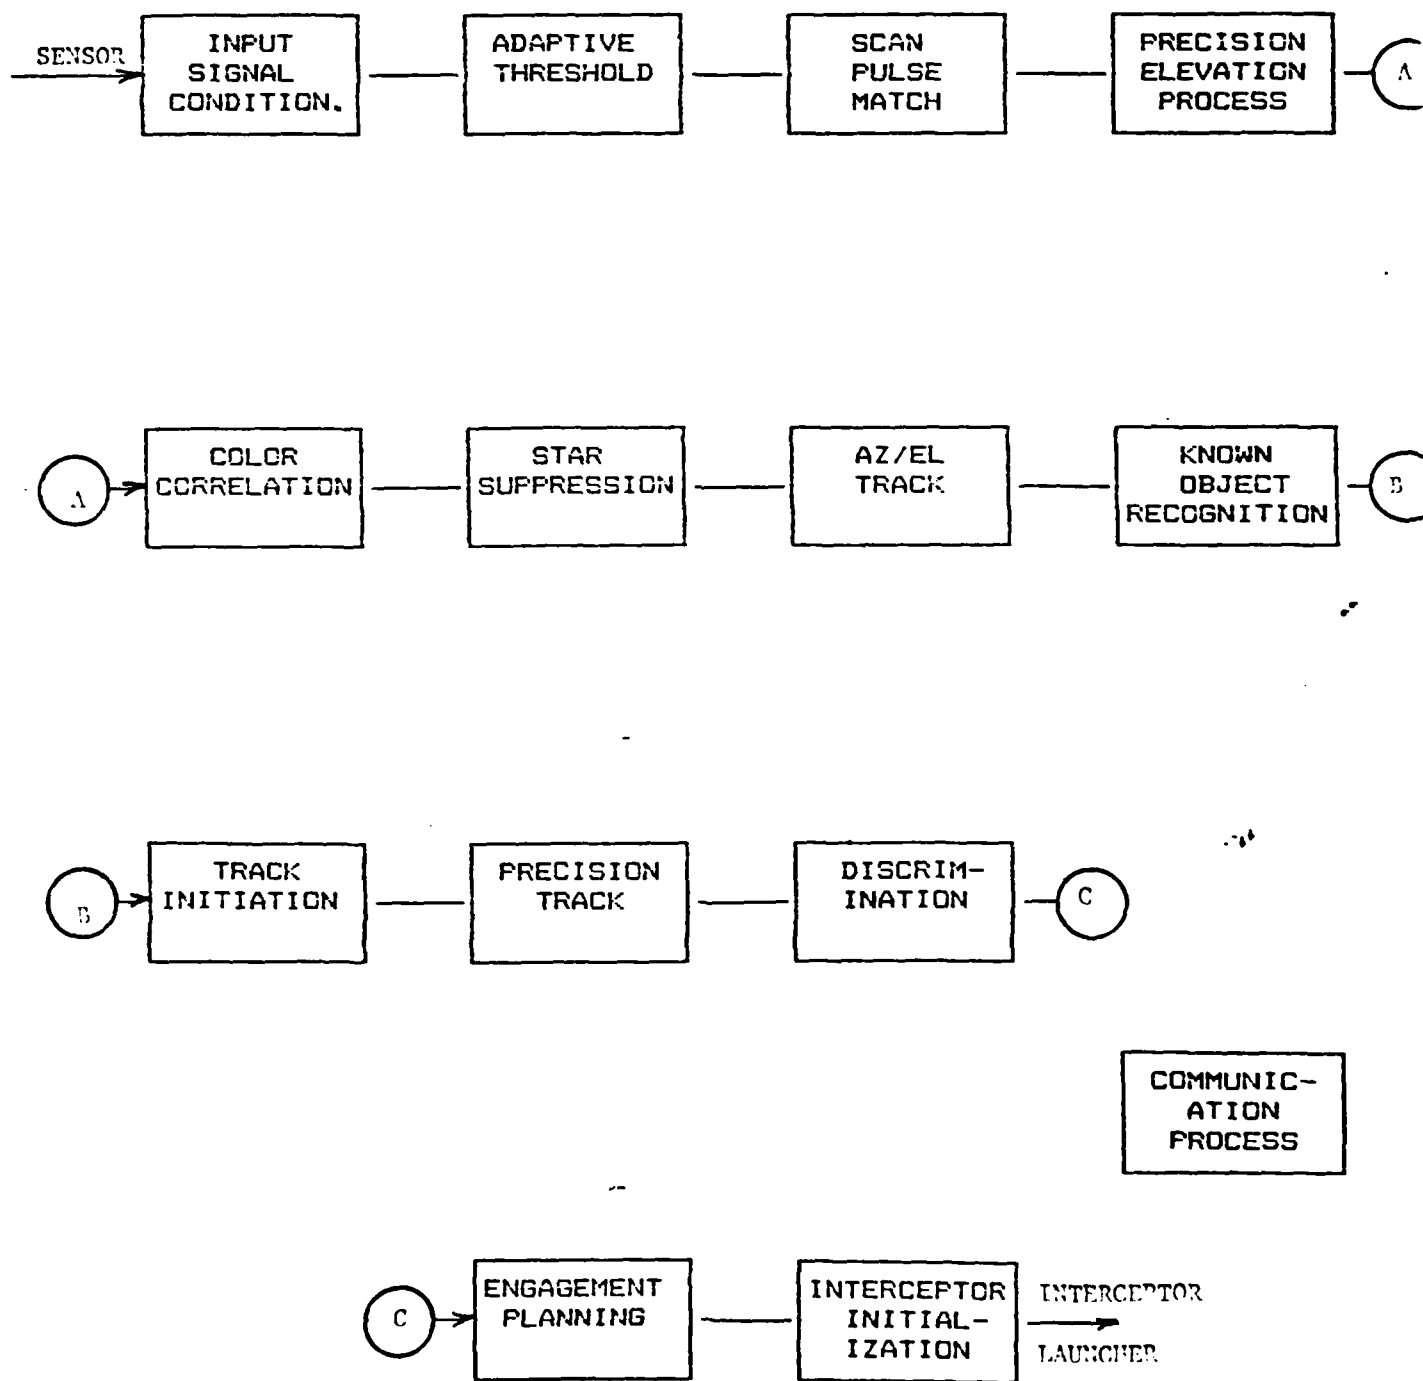 SENSOR
INPUT
SIGNAL
CONDITION.
ADAPTIVE
THRESHOLD
SCAN
PULSE
MATCH
PRECISION
ELEVATION
PROCESS
A
A
COLOR
CORRELATION
STAR
SUPPRESSION
AZ/EL
TRACK
KNOWN
OBJECT
RECOGNITION
B
B
TRACK
INITIATION
PRECISION
TRACK
DISCRIM-
INATION
C
COMMUNIC-
ATION
PROCESS
C
ENGAGEMENT
PLANNING
INTERCEPTOR
INITIAL-
IZATION
INTERCEPTOR
LAUNCHER